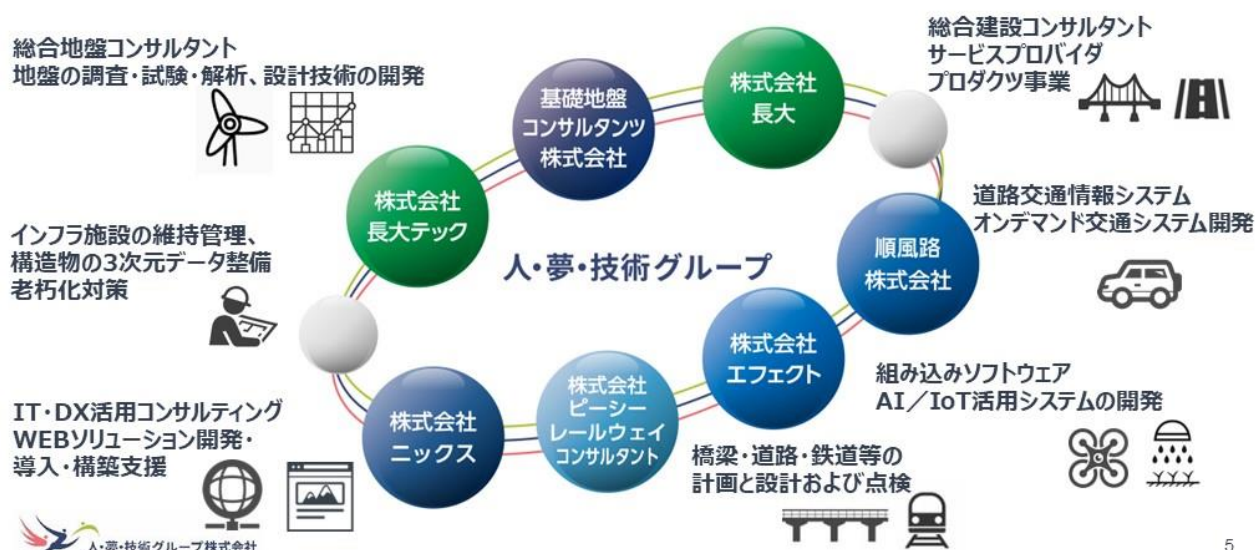 総合地盤コンサルタント
地盤の調査・試験・解析、設計技術の開発
基礎地盤
コンサルタンツ
株式会社
株式会社
長大
総合建設コンサルタント
サービスプロバイダ
プロダクツ事業
株式会社
長大テック
インフラ施設の維持管理、
構造物の3次元データ整備
老朽化対策
人・夢・技術グループ
順風路
株式会社
道路交通情報システム
オンデマンド交通システム開発
株式会社
エフェクト
組み込みソフトウェア
AI／IoT活用システムの開発
株式会社
ピーシー
レールウェイ
コンサルタント
橋梁・道路・鉄道等の
計画と設計および点検
株式会社
ニックス
IT・DX活用コンサルティング
WEBソリューション開発・
導入・構築支援
人・夢・技術グループ株式会社
5